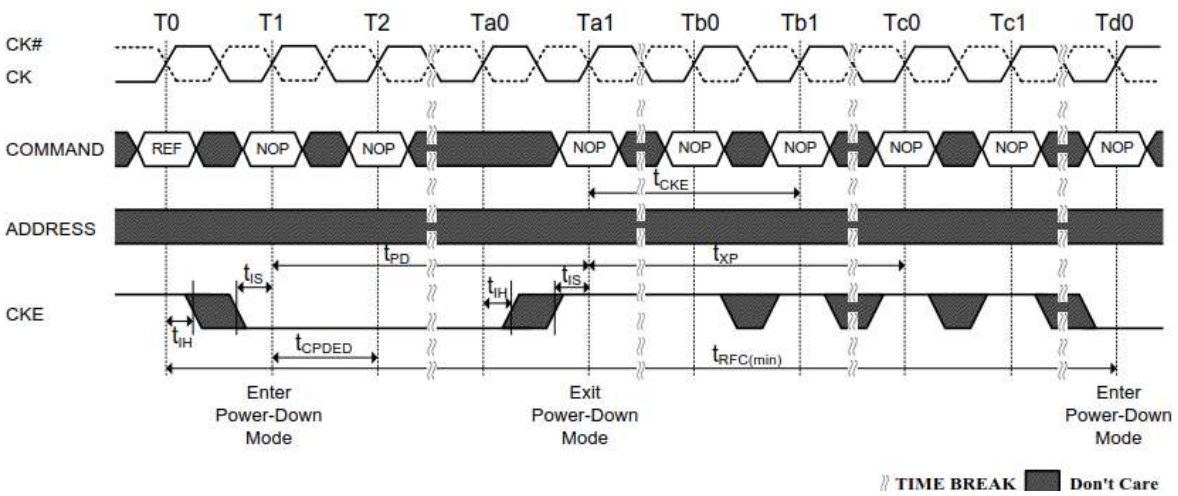 T0 T1 T2 Ta0 Ta1 Tb0 Tb1 Tc0 Tc1 Td0
CK#
CK
COMMAND REF NOP NOP NOP NOP NOP NOP NOP NOP
tCKE
ADDRESS
tPD tXP
tIS tIH tIS
CKE
tIH tCPDED tRFC(min)
Enter Power-Down Mode
Exit Power-Down Mode
Enter Power-Down Mode
TIME BREAK Don't Care